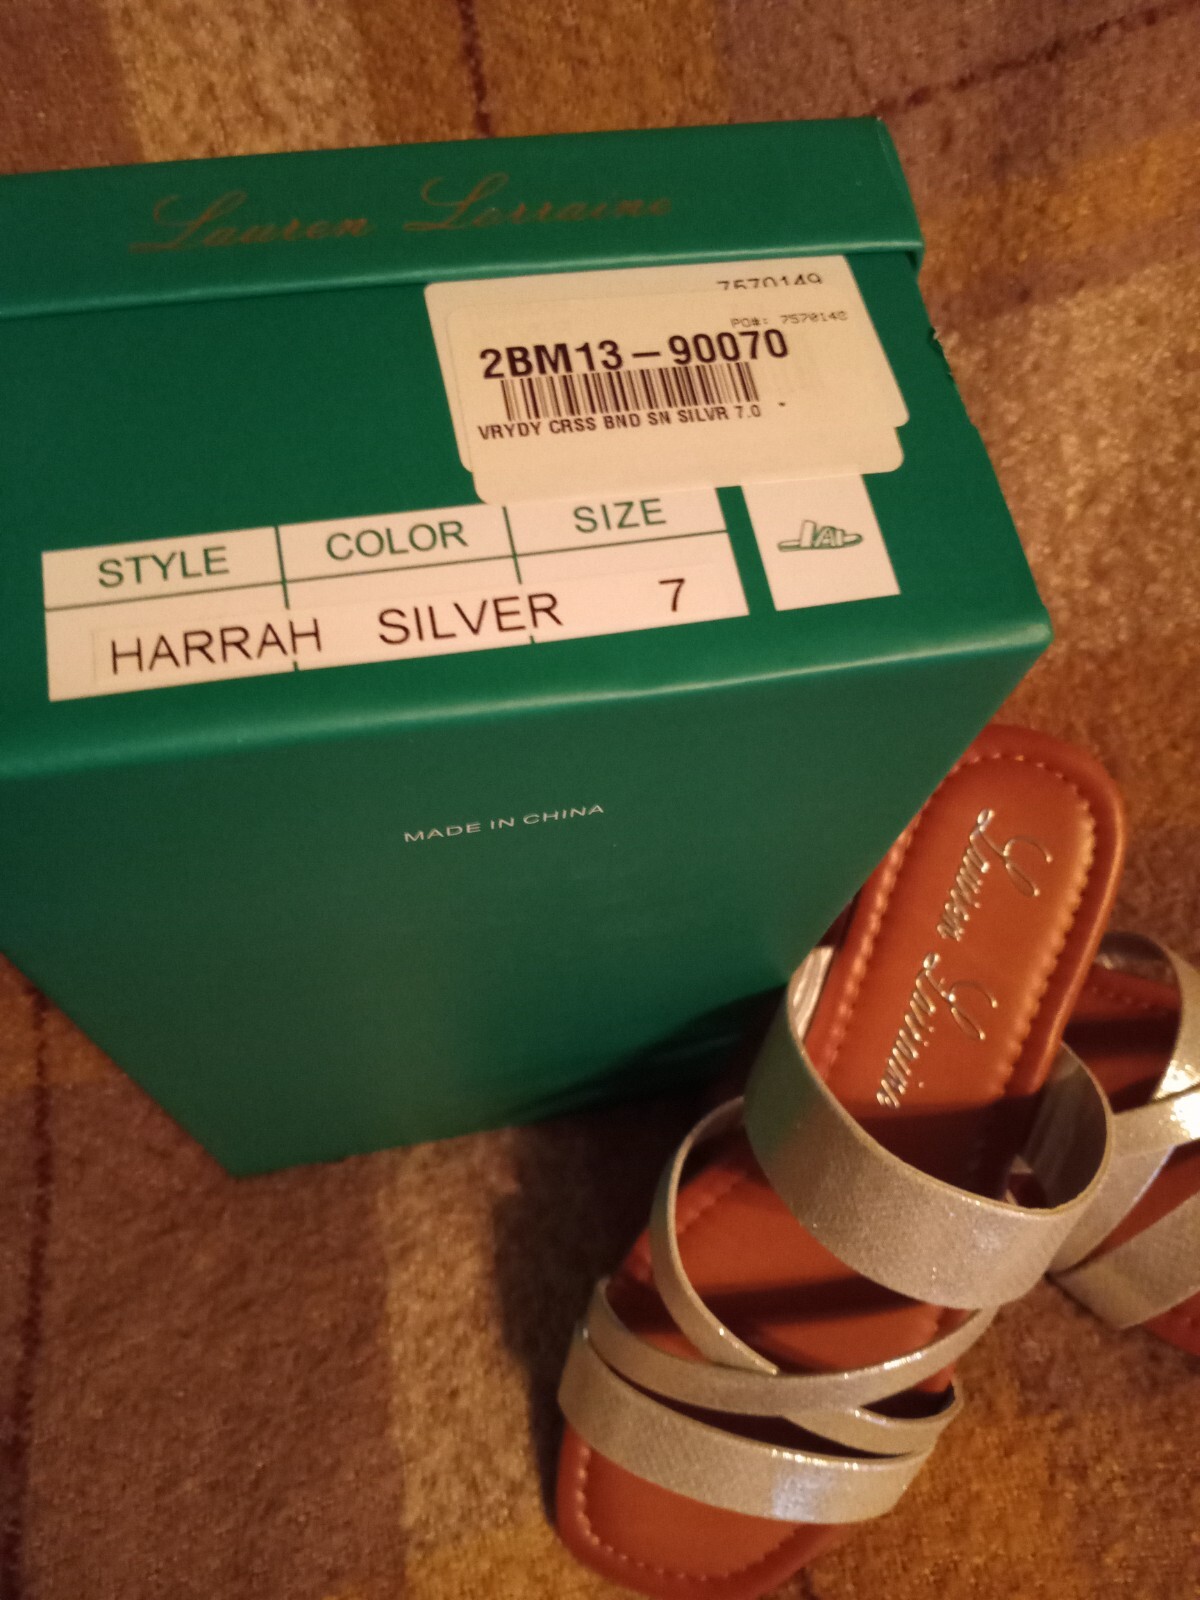 Lauren Lorraine
7570149
PO#: 7570148
2BM13-90070
VRYDY CRSS BND SN SILVR 7.0
STYLE COLOR SIZE
HARRAH SILVER 7
MADE IN CHINA
Lauren Lorraine